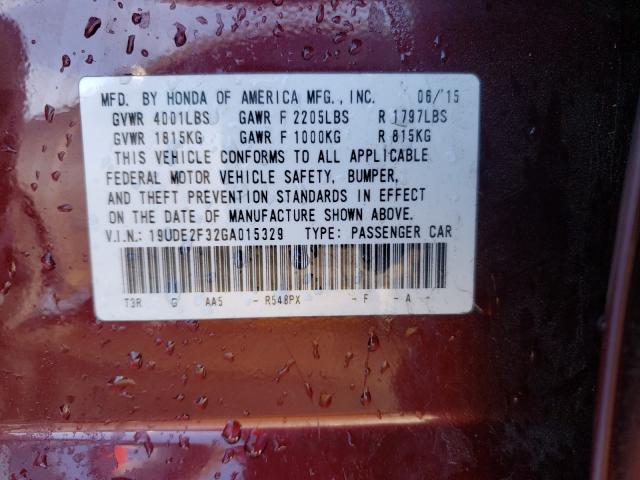 MFD. BY HONDA OF AMERICA MFG., INC. 06/'15
GVWR 4001LBS GAWR F 2205LBS R 1797LBS
GVWR 1815KG GAWR F 1000KG R 815KG
THIS VEHICLE CONFORMS TO ALL APPLICABLE
FEDERAL MOTOR VEHICLE SAFETY, BUMPER,
AND THEFT PREVENTION STANDARDS IN EFFECT
ON THE DATE OF MANUFACTURE SHOWN ABOVE.
V.I.N.: 19UDE2F32GA015329 TYPE: PASSENGER CAR
T3R G AA5 - R548PX - F - A -